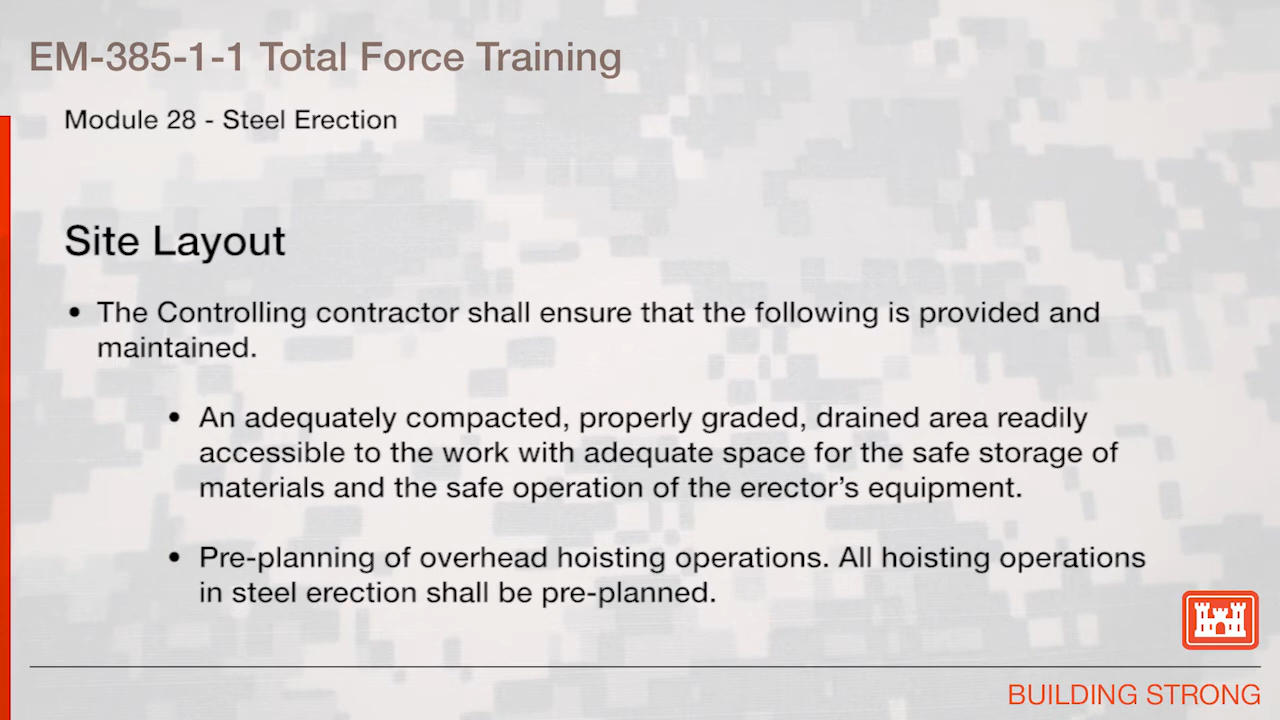 EM-385-1-1 Total Force Training
Module 28 - Steel Erection
Site Layout
• The Controlling contractor shall ensure that the following is provided and
maintained.
• An adequately compacted, properly graded, drained area readily
accessible to the work with adequate space for the safe storage of
materials and the safe operation of the erector’s equipment.
• Pre-planning of overhead hoisting operations. All hoisting operations
in steel erection shall be pre-planned.
BUILDING STRONG